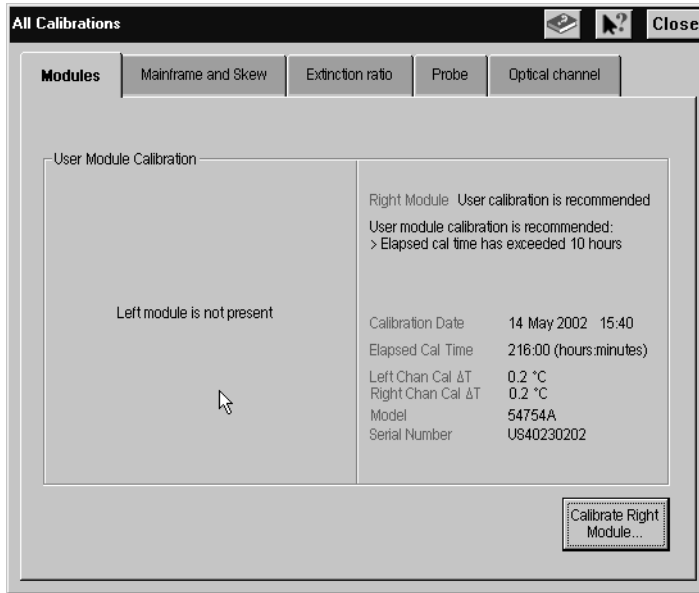 All Calibrations
Close
Modules
Mainframe and Skew
Extinction ratio
Probe
Optical channel
User Module Calibration
Left module is not present
Right Module User calibration is recommended
User module calibration is recommended:
> Elapsed cal time has exceeded 10 hours
Calibration Date 14 May 2002 15:40
Elapsed Cal Time 216:00 (hours:minutes)
Left Chan Cal ΔT 0.2 °C
Right Chan Cal ΔT 0.2 °C
Model 54754A
Serial Number US40230202
Calibrate Right
Module...